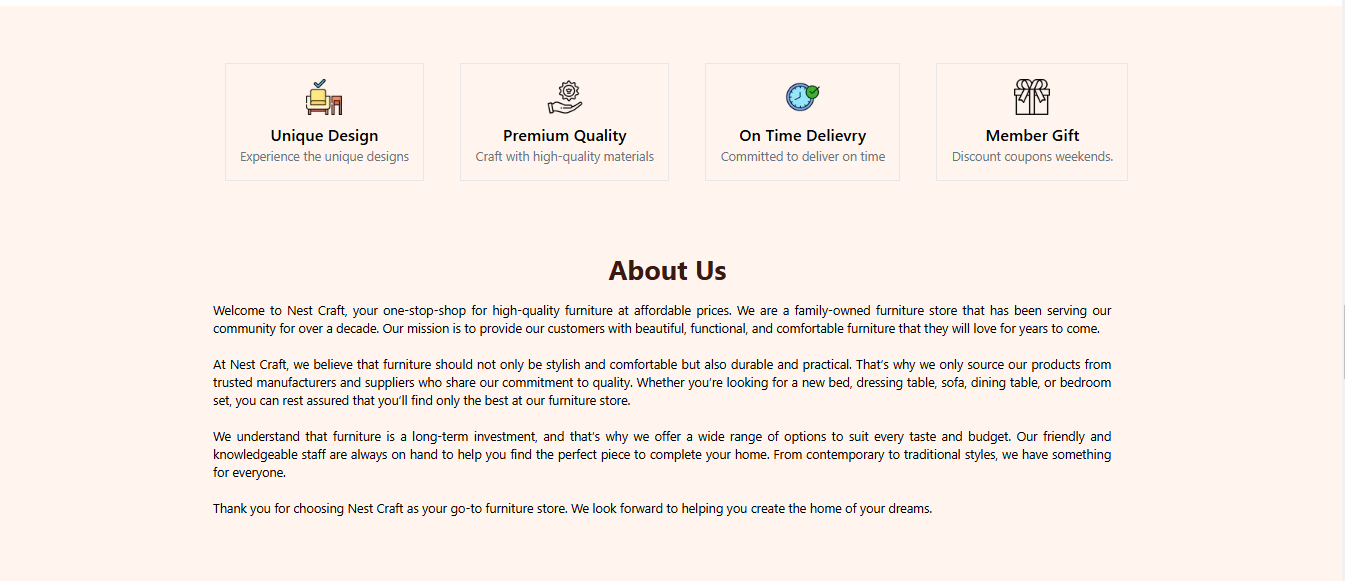 Unique Design
Experience the unique designs
Premium Quality
Craft with high-quality materials
On Time Delievry
Committed to deliver on time
Member Gift
Discount coupons weekends.
About Us
Welcome to Nest Craft, your one-stop-shop for high-quality furniture at affordable prices. We are a family-owned furniture store that has been serving our
community for over a decade. Our mission is to provide our customers with beautiful, functional, and comfortable furniture that they will love for years to come.
At Nest Craft, we believe that furniture should not only be stylish and comfortable but also durable and practical. That's why we only source our products from
trusted manufacturers and suppliers who share our commitment to quality. Whether you're looking for a new bed, dressing table, sofa, dining table, or bedroom
set, you can rest assured that you'll find only the best at our furniture store.
We understand that furniture is a long-term investment, and that's why we offer a wide range of options to suit every taste and budget. Our friendly and
knowledgeable staff are always on hand to help you find the perfect piece to complete your home. From contemporary to traditional styles, we have something
for everyone.
Thank you for choosing Nest Craft as your go-to furniture store. We look forward to helping you create the home of your dreams.